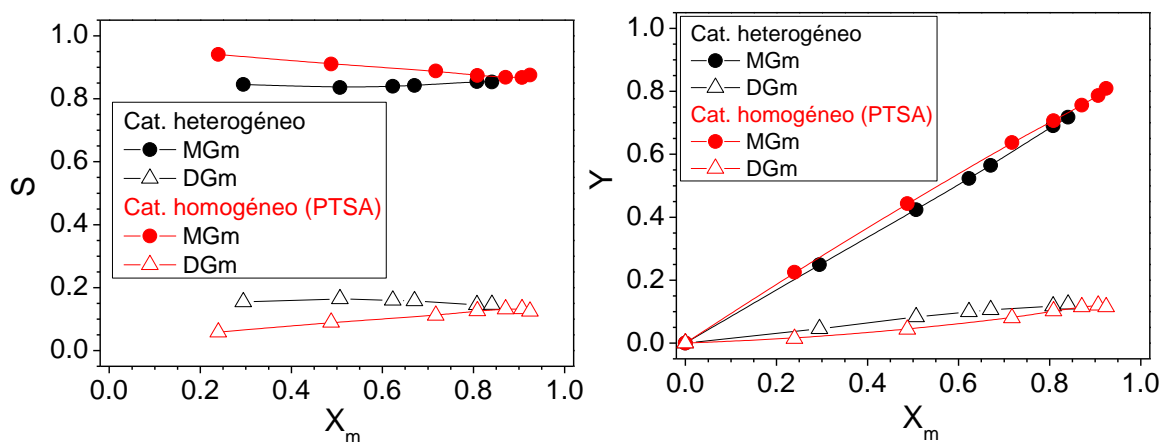 1.0
0.8
0.6
0.4
0.2
0.0
S
Cat. heterogéneo
MGm
DGm
Cat. homogéneo (PTSA)
MGm
DGm
0.0 0.2 0.4 0.6 0.8 1.0
Xm
1.0
0.8
0.6
0.4
0.2
0.0
Y
Cat. heterogéneo
MGm
DGm
Cat. homogéneo (PTSA)
MGm
DGm
0.0 0.2 0.4 0.6 0.8 1.0
Xm